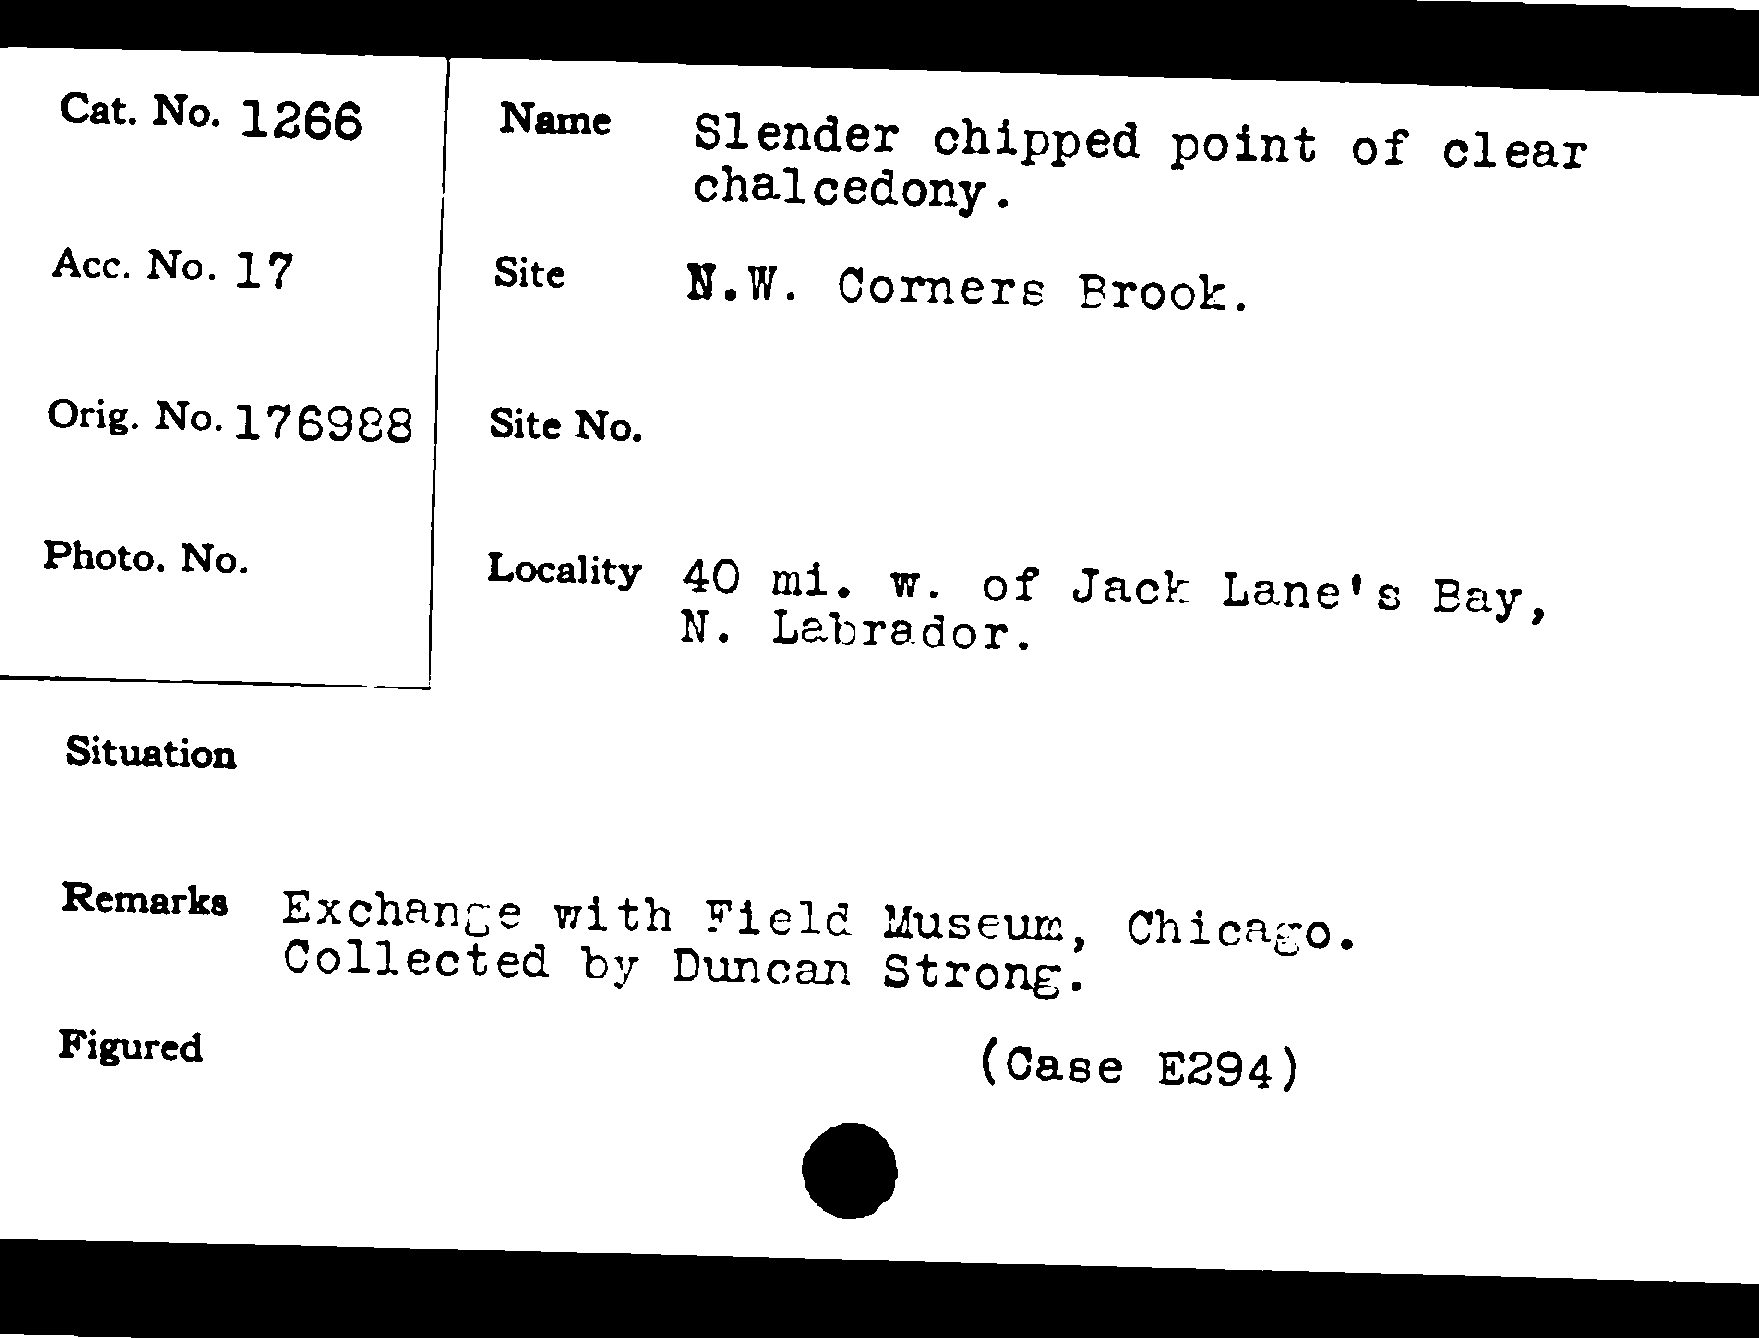 Cat. No. 1266
Name Slender chipped point of clear
chalcedony.
Acc. No. 17
Site N.W. Corners Brook.
Orig. No. 176988
Site No.
Photo. No.
Locality 40 mi. w. of Jack Lane's Bay,
N. Labrador.
Situation
Remarks Exchange with Field Museum, Chicago.
Collected by Duncan Strong.
Figured
(Case E294)